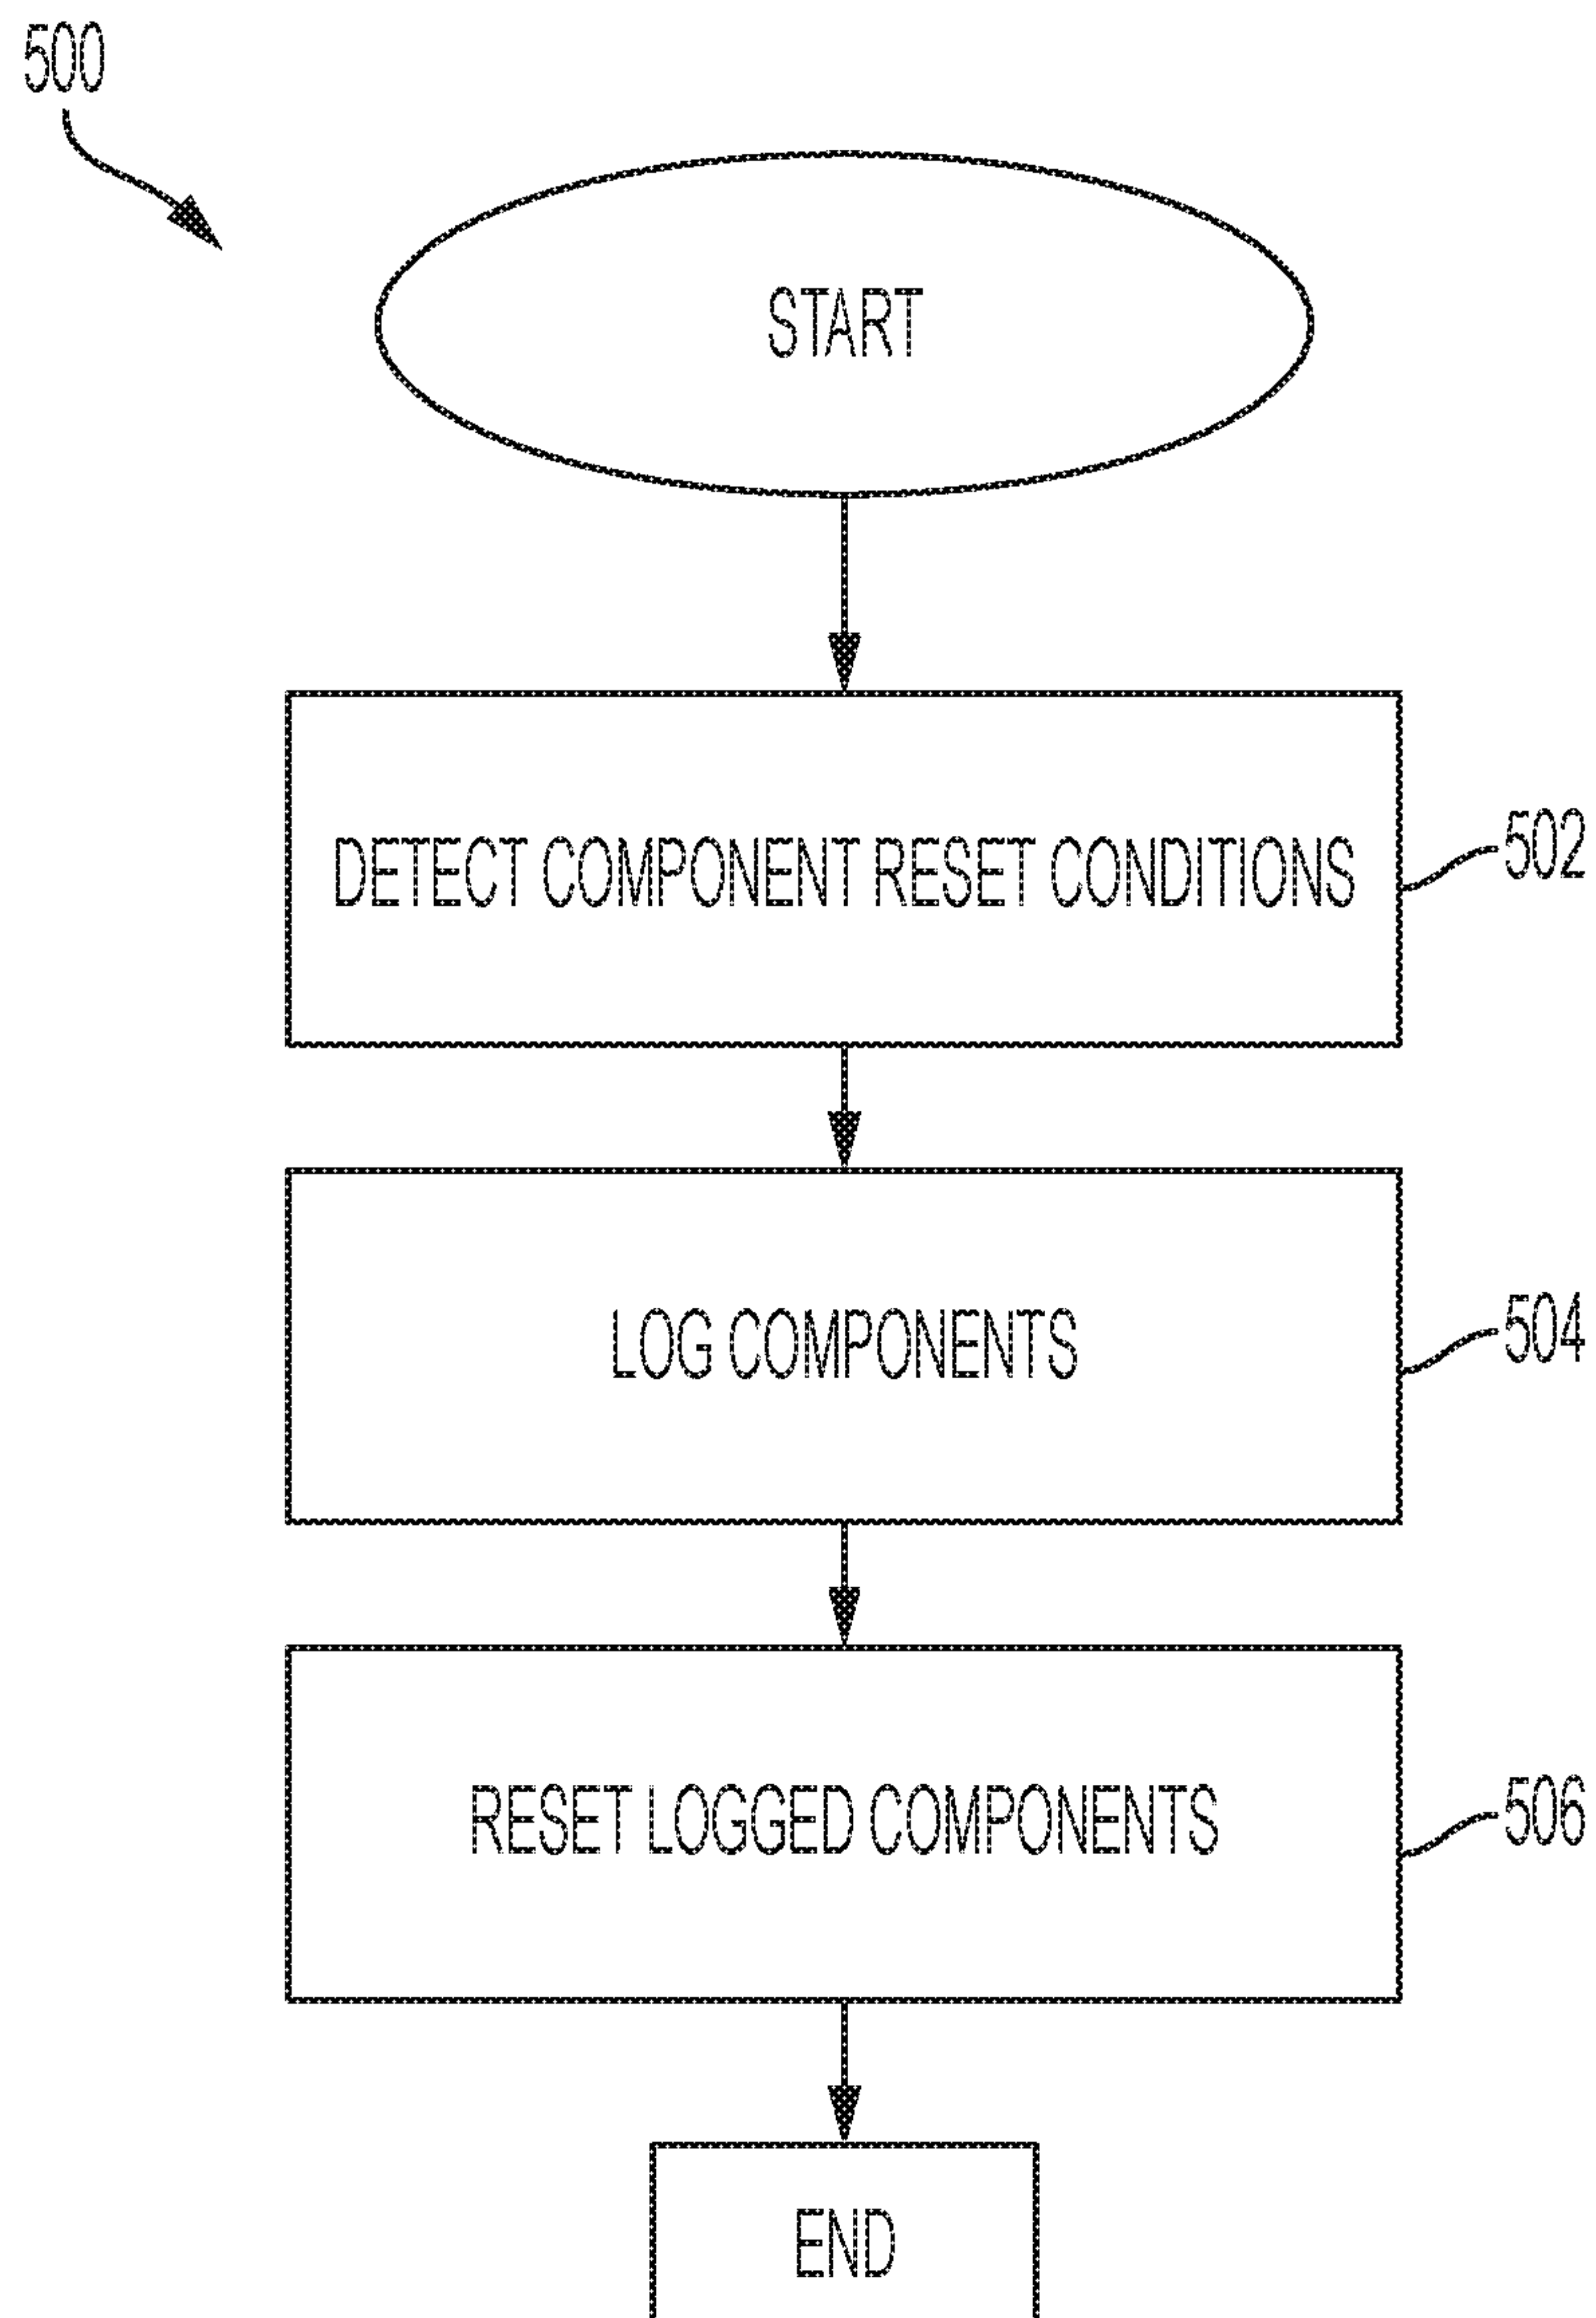 500
START
DETECT COMPONENT RESET CONDITIONS
502
LOG COMPONENTS
504
RESET LOGGED COMPONENTS
506
END